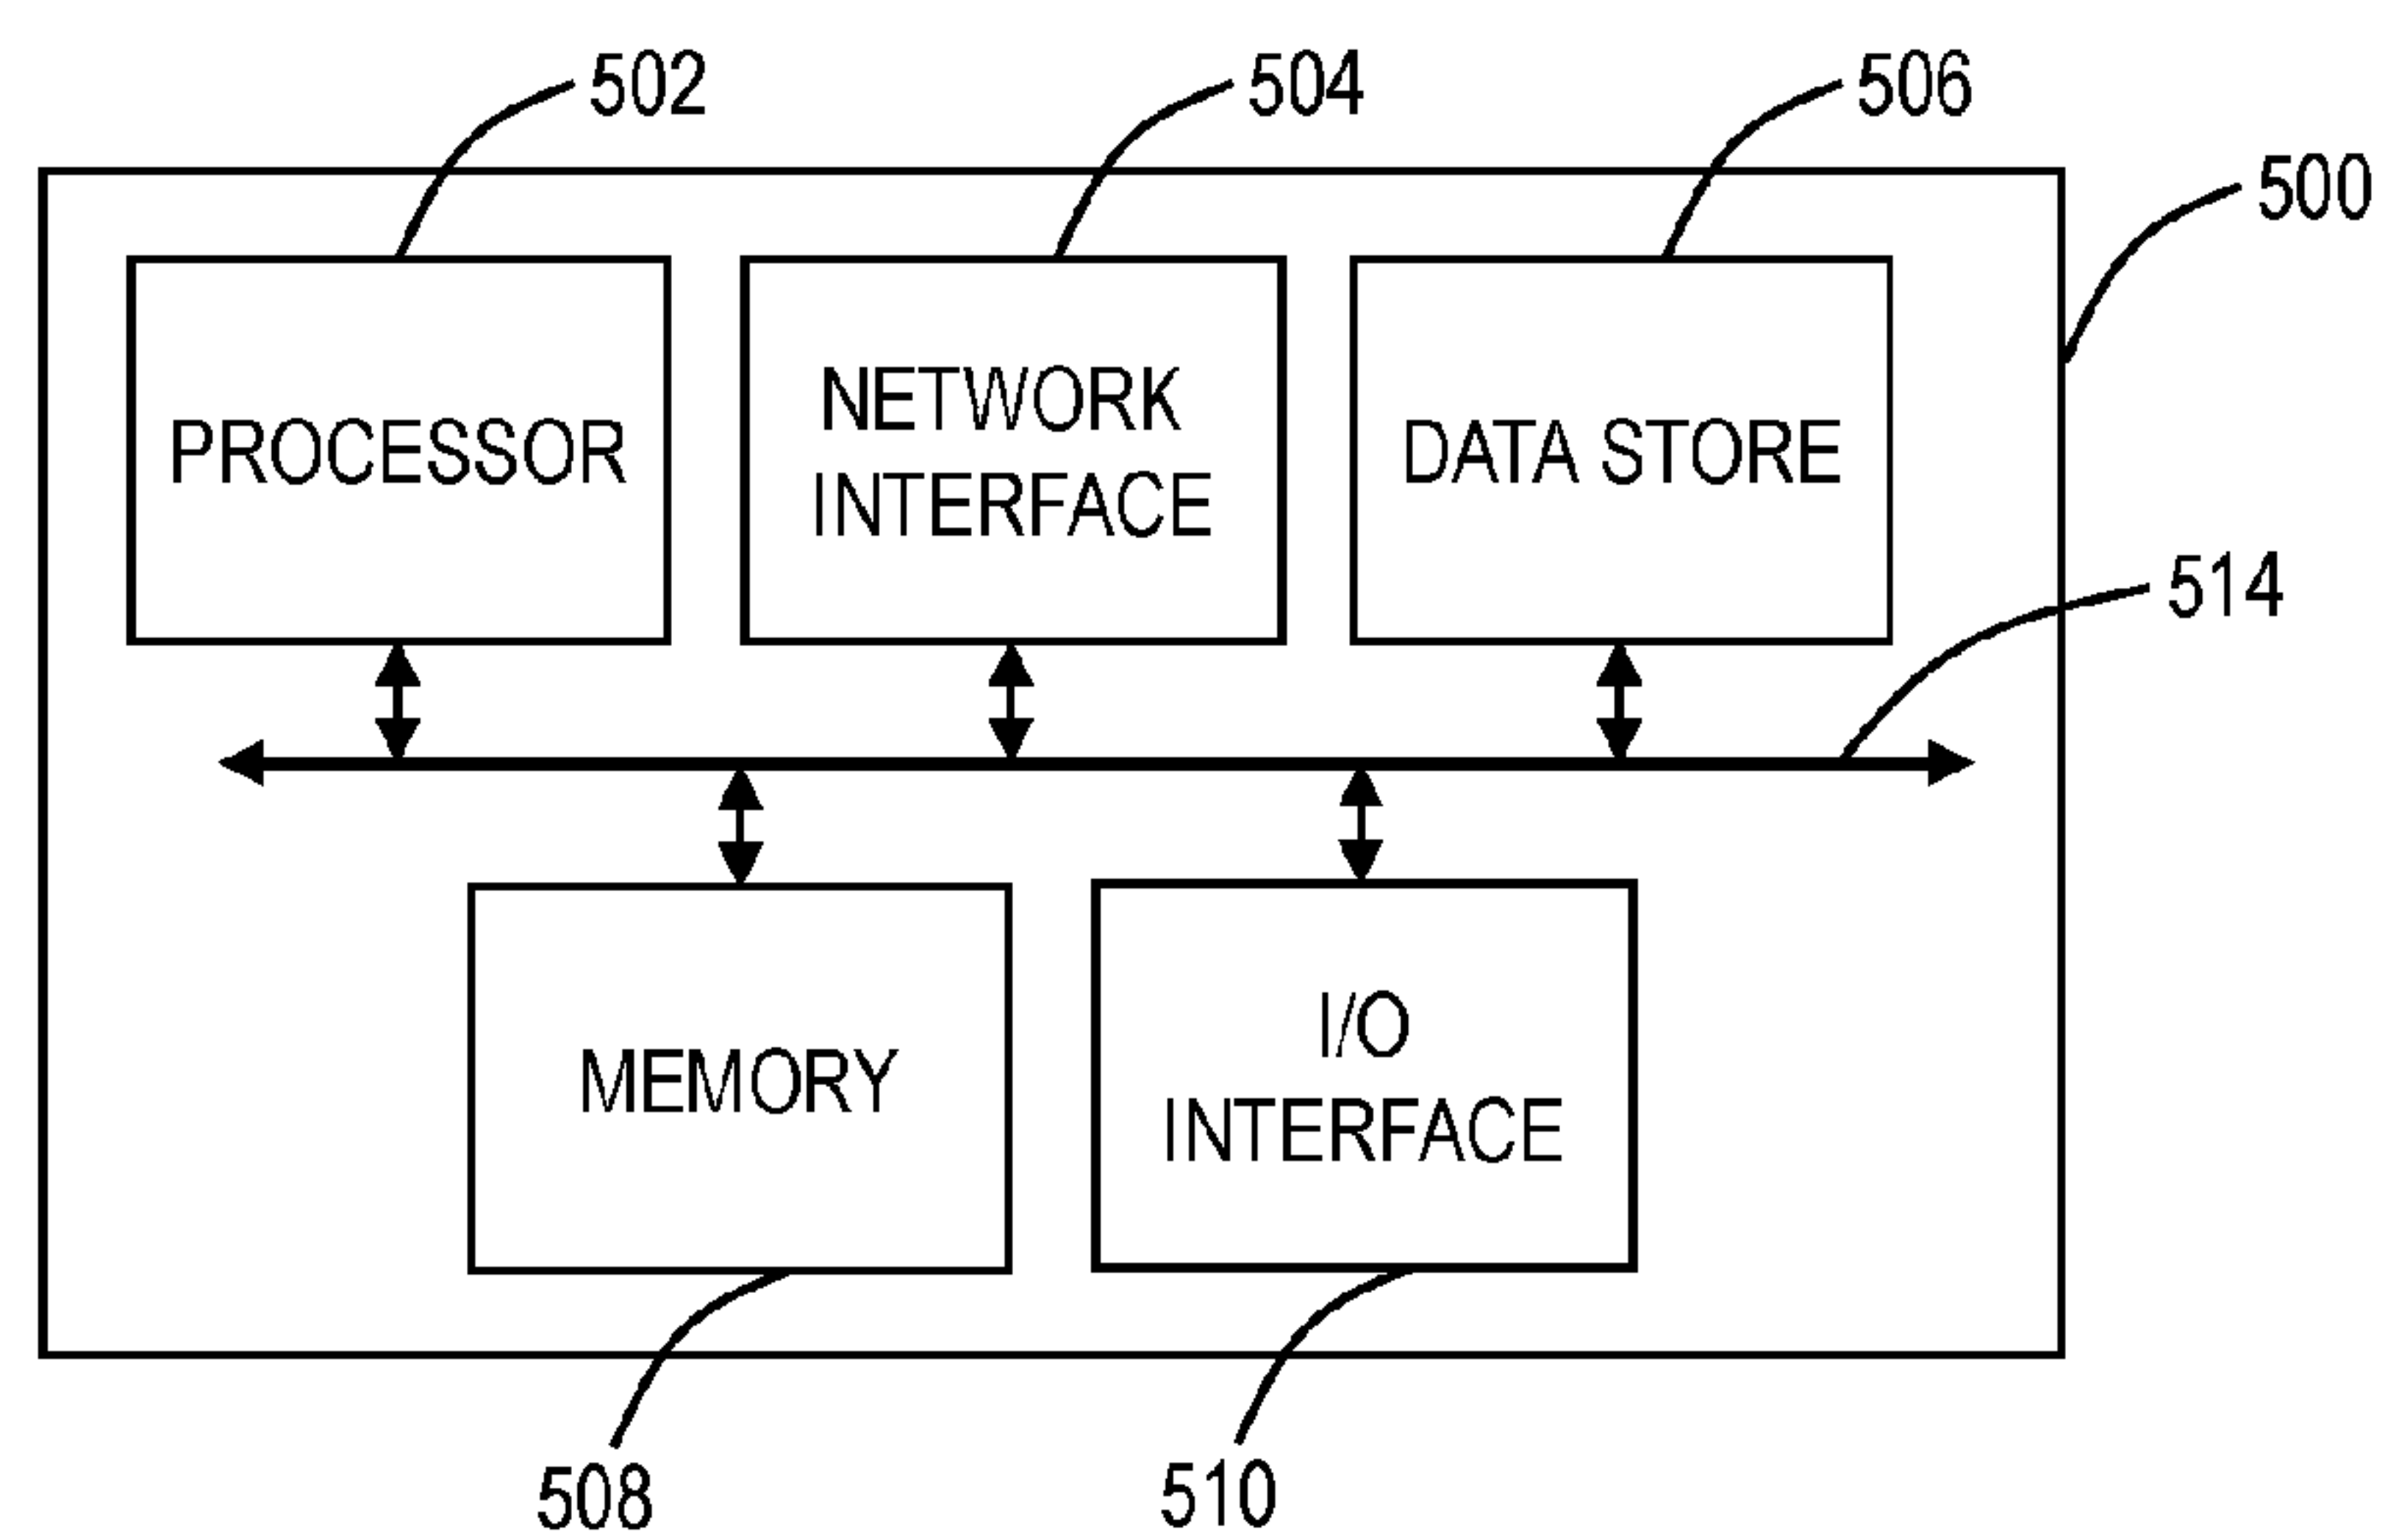 502
504
506
500
PROCESSOR
NETWORK
INTERFACE
DATA STORE
514
MEMORY
I/O
INTERFACE
508
510